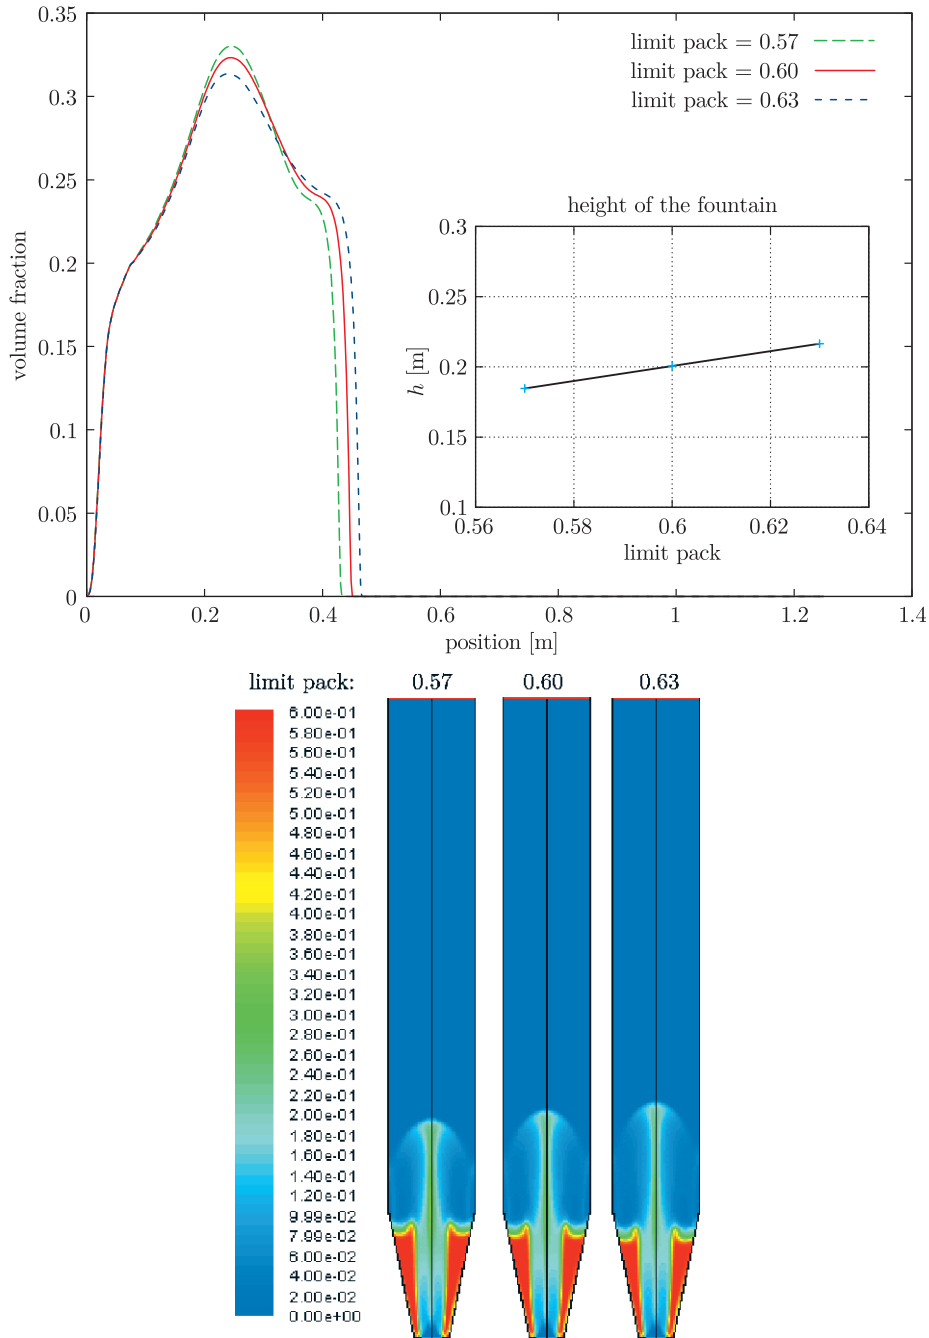 0.35
0.3
0.25
0.2
0.15
0.1
0.05
0
volume fraction
limit pack = 0.57
limit pack = 0.60
limit pack = 0.63
height of the fountain
0.3
0.25
0.2
0.15
0.1
h [m]
0.56 0.58 0.6 0.62 0.64
limit pack
0 0.2 0.4 0.6 0.8 1 1.2 1.4
position [m]
limit pack: 0.57 0.60 0.63
6.00e-01
5.80e-01
5.60e-01
5.40e-01
5.20e-01
5.00e-01
4.80e-01
4.60e-01
4.40e-01
4.20e-01
4.00e-01
3.80e-01
3.60e-01
3.40e-01
3.20e-01
3.00e-01
2.80e-01
2.60e-01
2.40e-01
2.20e-01
2.00e-01
1.80e-01
1.60e-01
1.40e-01
1.20e-01
9.99e-02
7.99e-02
6.00e-02
4.00e-02
2.00e-02
0.00e+00